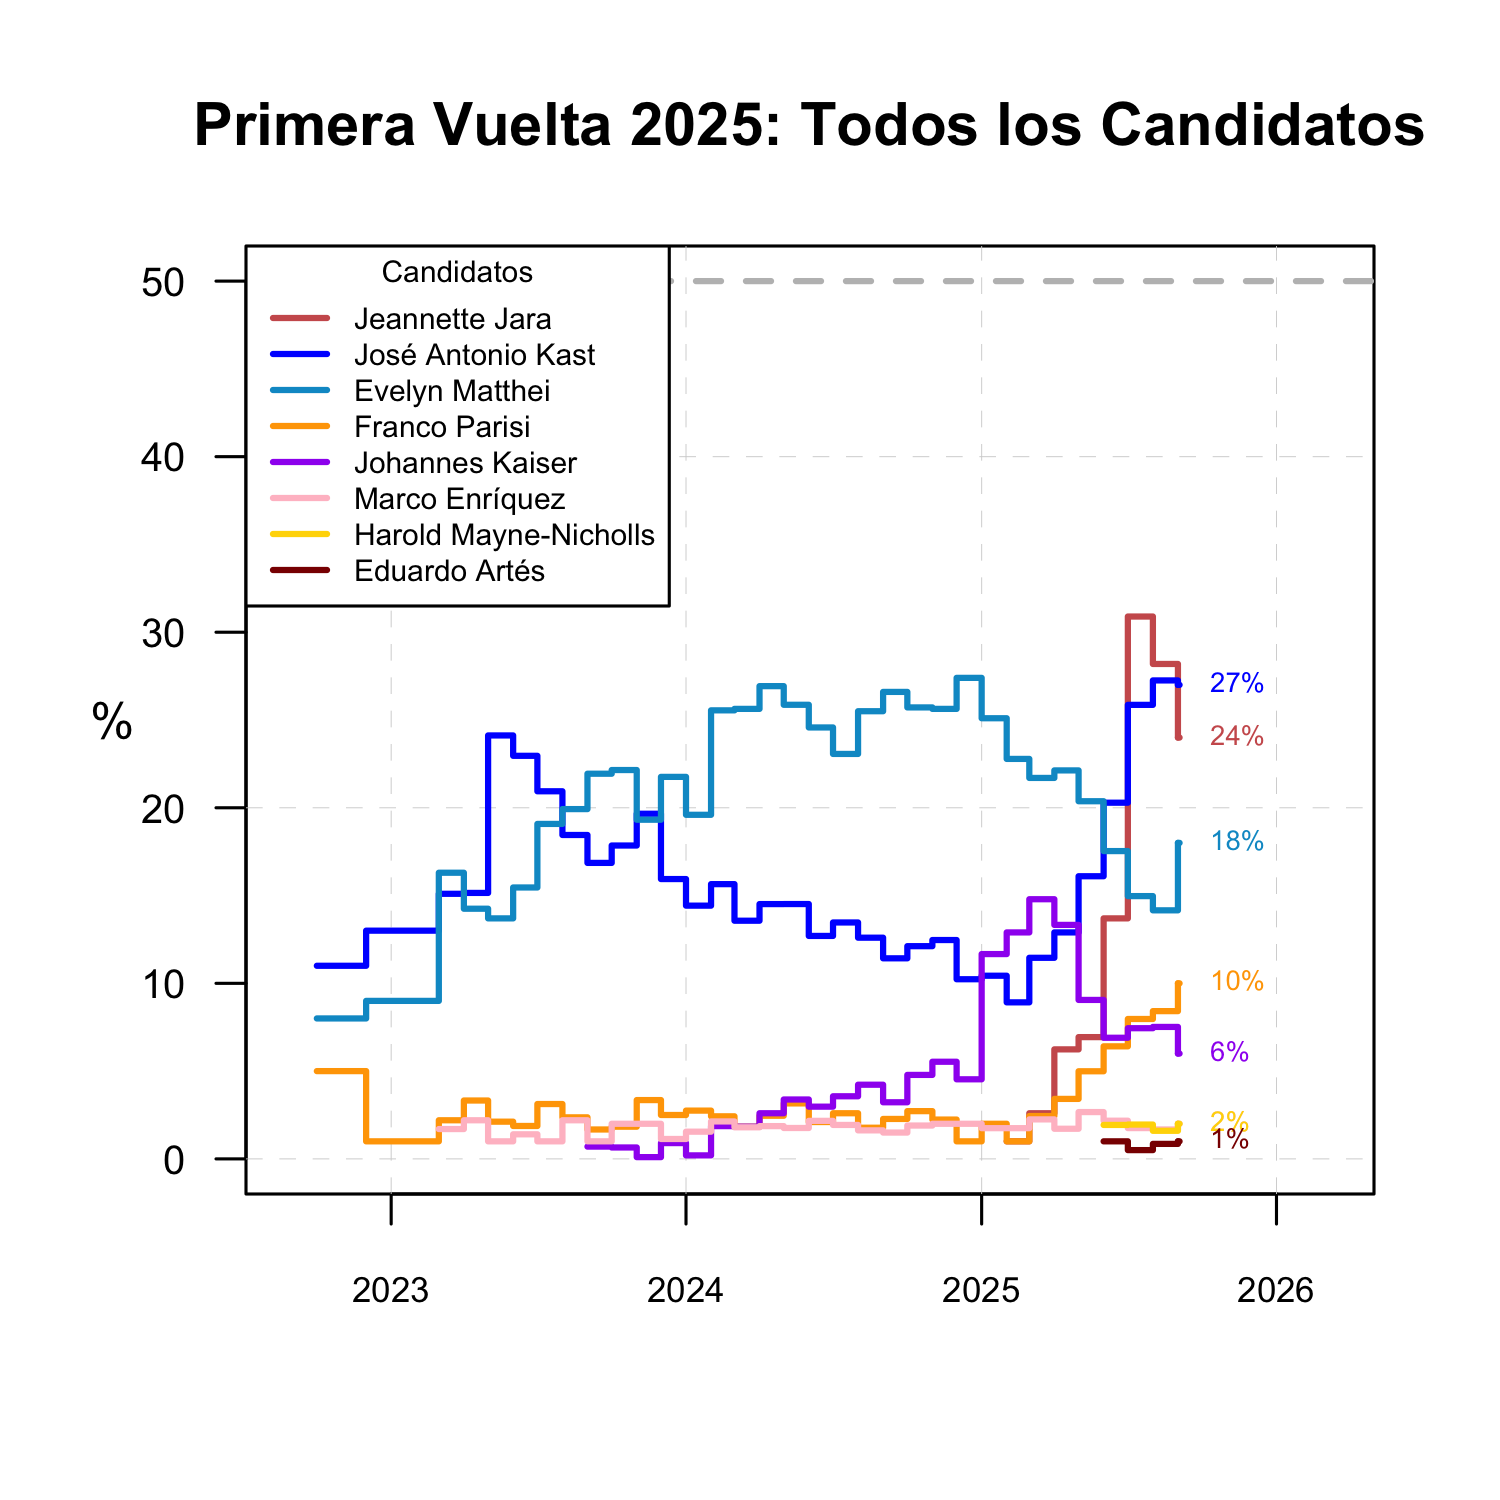 Primera Vuelta 2025: Todos los Candidatos
Candidatos
Jeannette Jara
José Antonio Kast
Evelyn Matthei
Franco Parisi
Johannes Kaiser
Marco Enríquez
Harold Mayne-Nicholls
Eduardo Artés
%
50
40
30
20
10
0
27%
24%
18%
10%
6%
2%
1%
2023 2024 2025 2026